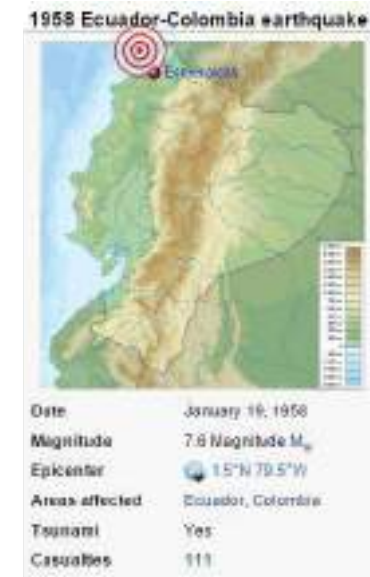 1958 Ecuador-Colombia earthquake
Esmeraldas
Date January 19, 1958
Magnitude 7.6 Magnitude Mw
Epicenter 1.5°N 79.5°W
Areas affected Ecuador, Colombia
Tsunami Yes
Casualties 111